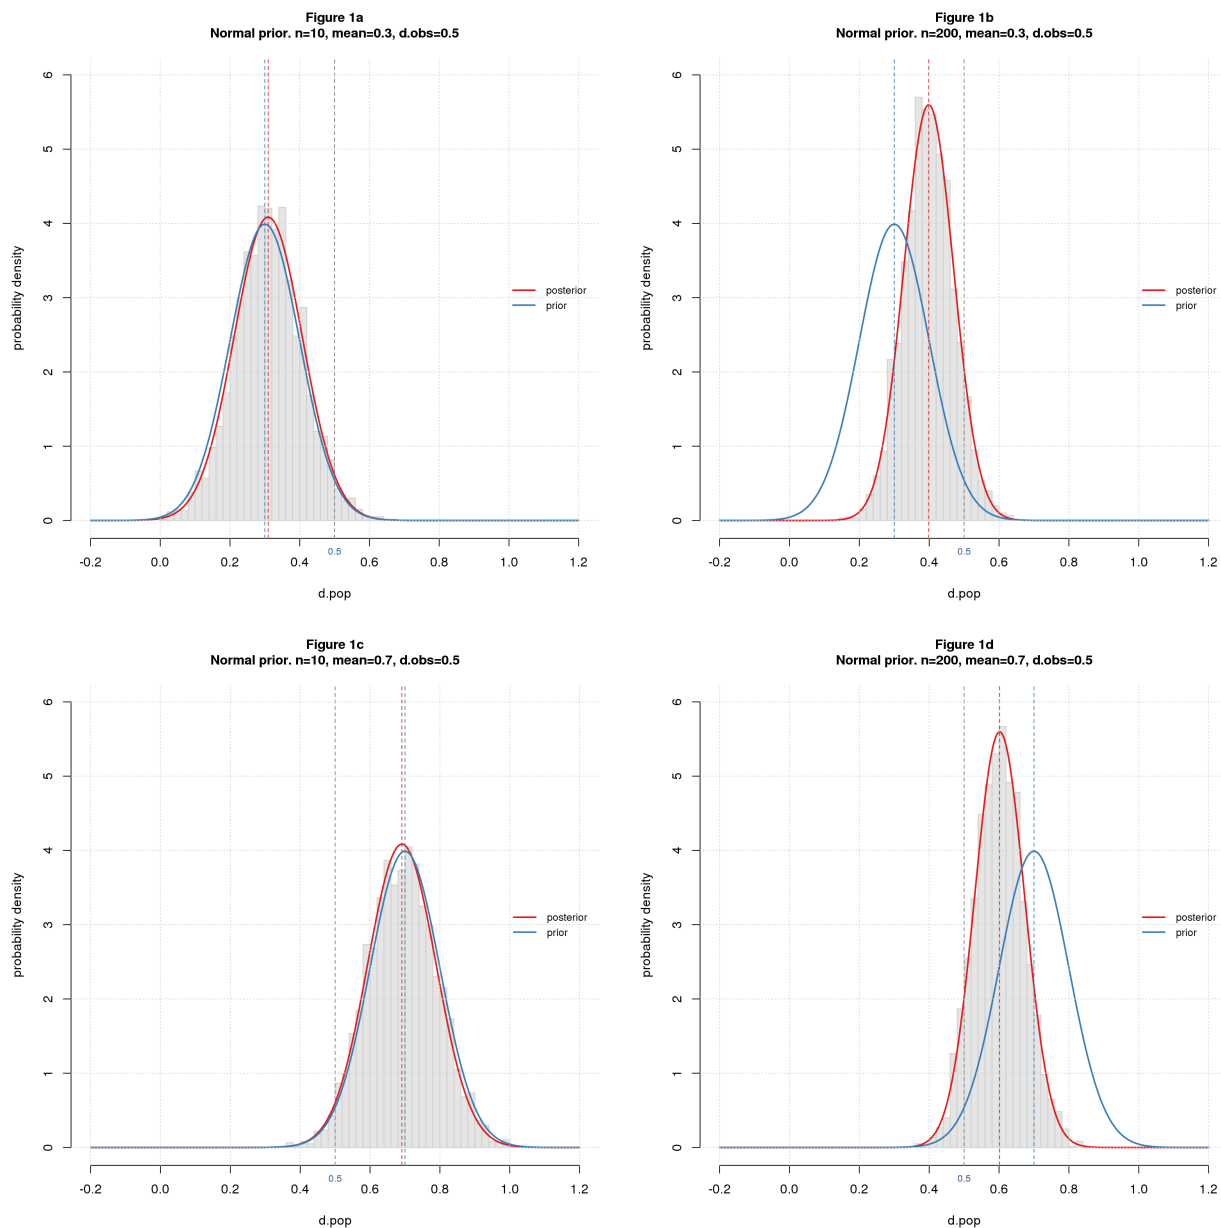 Figure 1a
Normal prior. n=10, mean=0.3, d.obs=0.5
6
5
4
3
2
1
0
probability density
posterior
prior
0.5
-0.2 0.0 0.2 0.4 0.6 0.8 1.0 1.2
d.pop
Figure 1b
Normal prior. n=200, mean=0.3, d.obs=0.5
6
5
4
3
2
1
0
probability density
posterior
prior
0.5
-0.2 0.0 0.2 0.4 0.6 0.8 1.0 1.2
d.pop
Figure 1c
Normal prior. n=10, mean=0.7, d.obs=0.5
6
5
4
3
2
1
0
probability density
posterior
prior
0.5
-0.2 0.0 0.2 0.4 0.6 0.8 1.0 1.2
d.pop
Figure 1d
Normal prior. n=200, mean=0.7, d.obs=0.5
6
5
4
3
2
1
0
probability density
posterior
prior
0.5
-0.2 0.0 0.2 0.4 0.6 0.8 1.0 1.2
d.pop